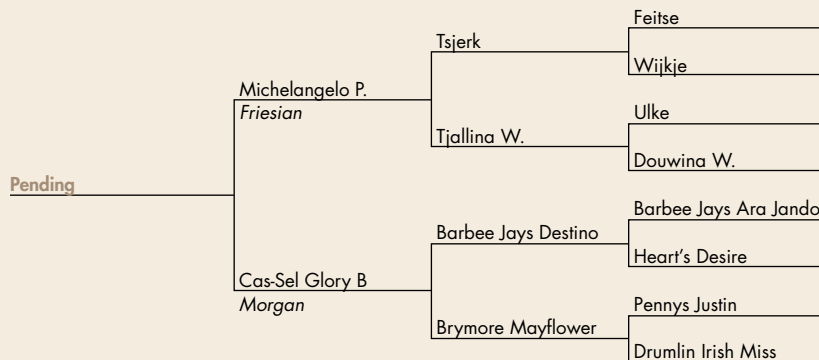 Feitse
Tsjerk
Wijkje
Michelangelo P.
Friesian
Ulke
Tjallina W.
Douwina W.
Pending
Barbee Jays Ara Jando
Barbee Jays Destino
Heart's Desire
Cas-Sel Glory B
Morgan
Pennys Justin
Brymore Mayflower
Drumlin Irish Miss